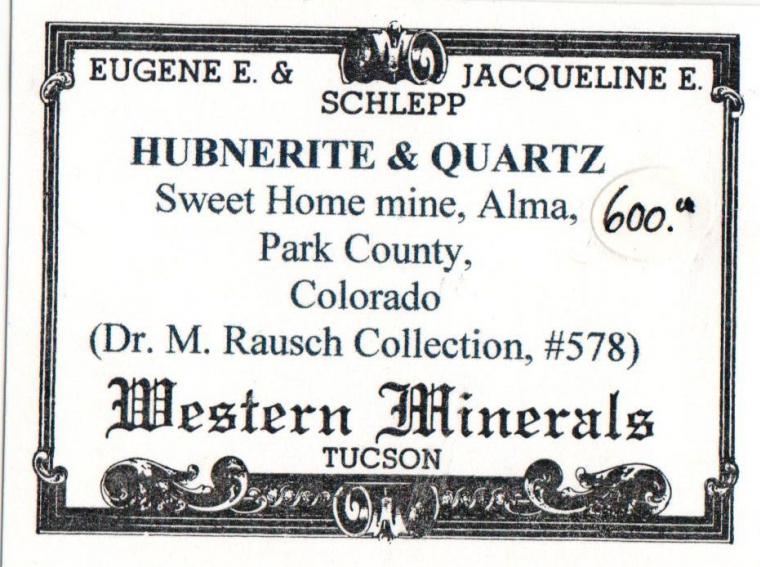 EUGENE E. & JACQUELINE E.
SCHLEPP
HUBNERITE & QUARTZ
Sweet Home mine, Alma, 600.00
Park County,
Colorado
(Dr. M. Rausch Collection, #578)
Western Minerals
TUCSON